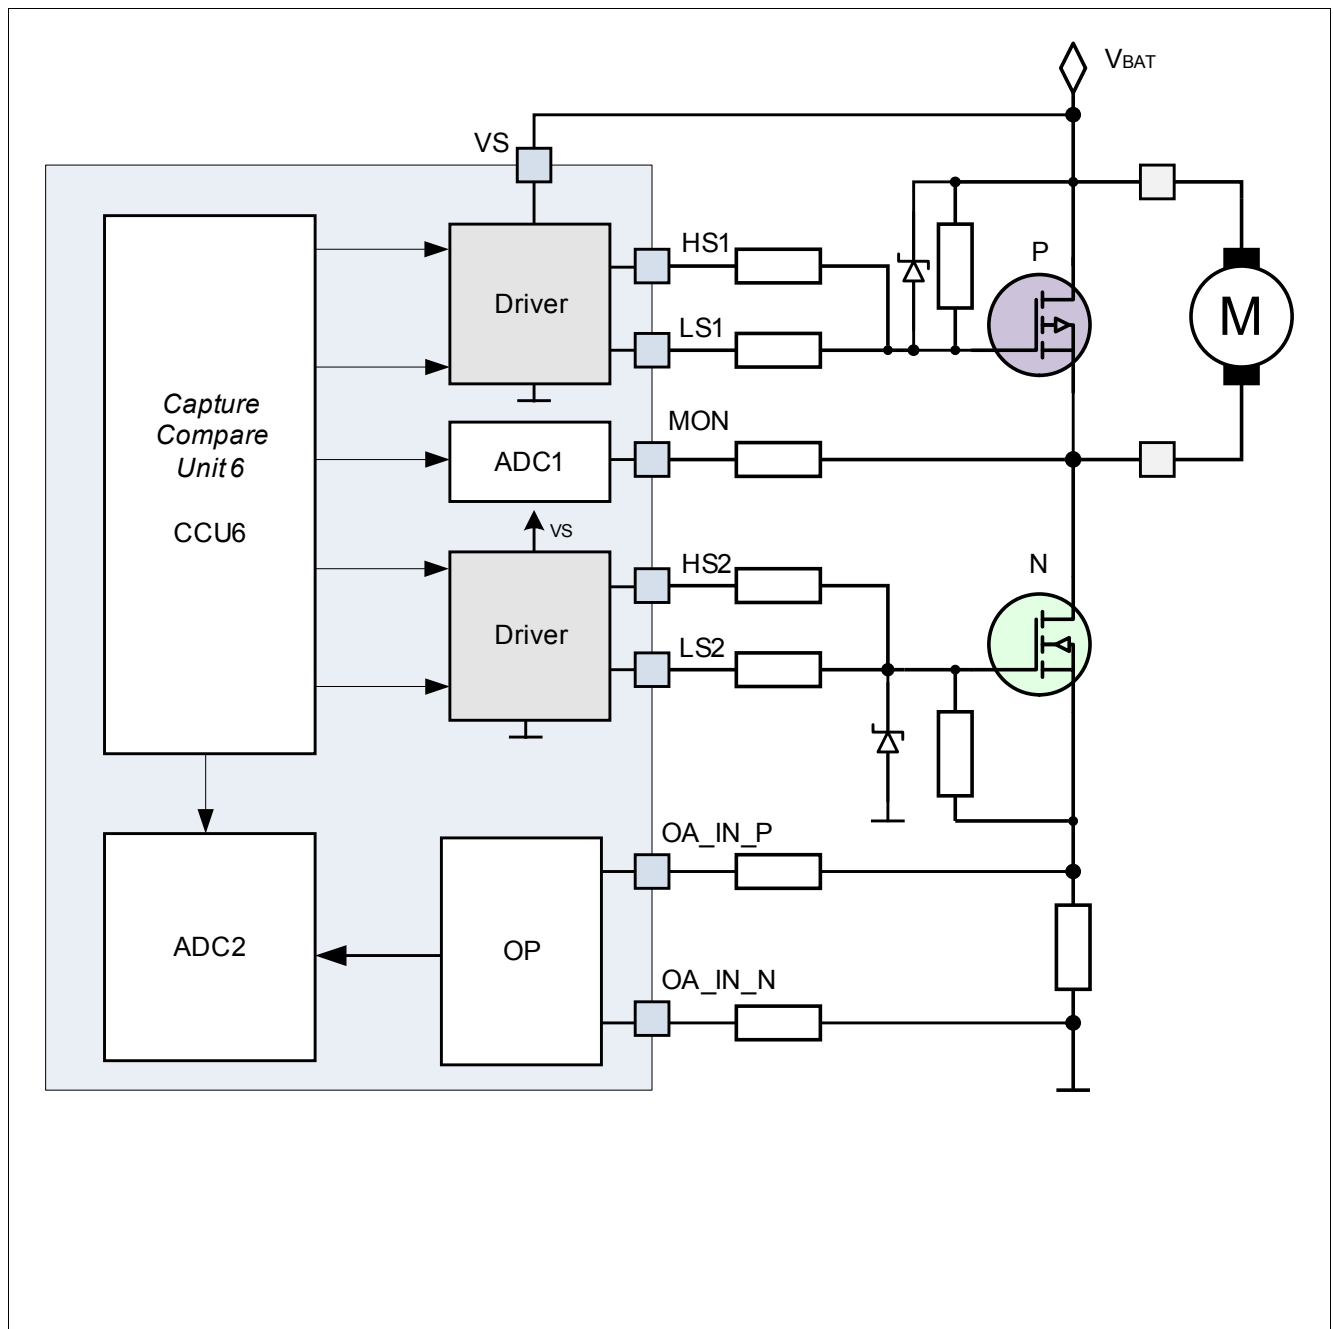 VBAT
VS
HS1
P
Driver
LS1
M
Capture
Compare
Unit 6
CCU6
MON
ADC1
VS
HS2
N
Driver
LS2
OA_IN_P
ADC2
OP
OA_IN_N